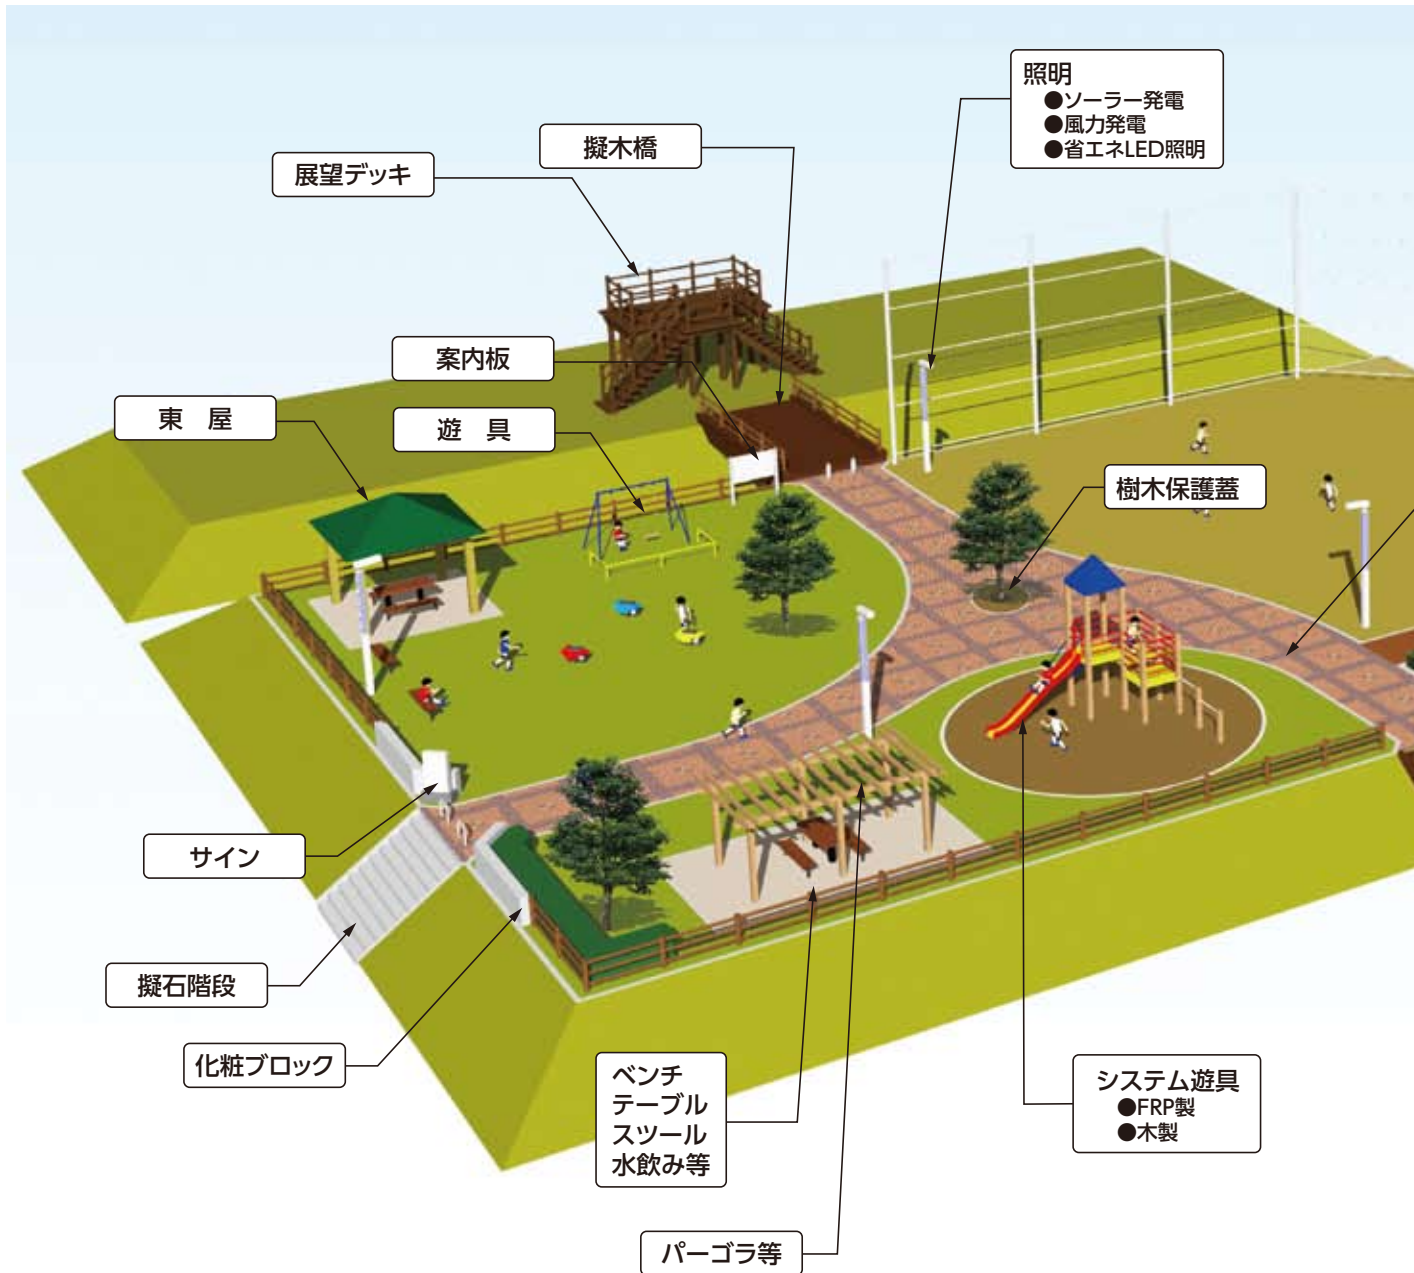 照明
●ソーラー発電
●風力発電
●省エネLED照明
擬木橋
展望デッキ
案内板
東　屋
遊　具
樹木保護蓋
サイン
擬石階段
化粧ブロック
ベンチ
テーブル
スツール
水飲み等
システム遊具
●FRP製
●木製
パーゴラ等